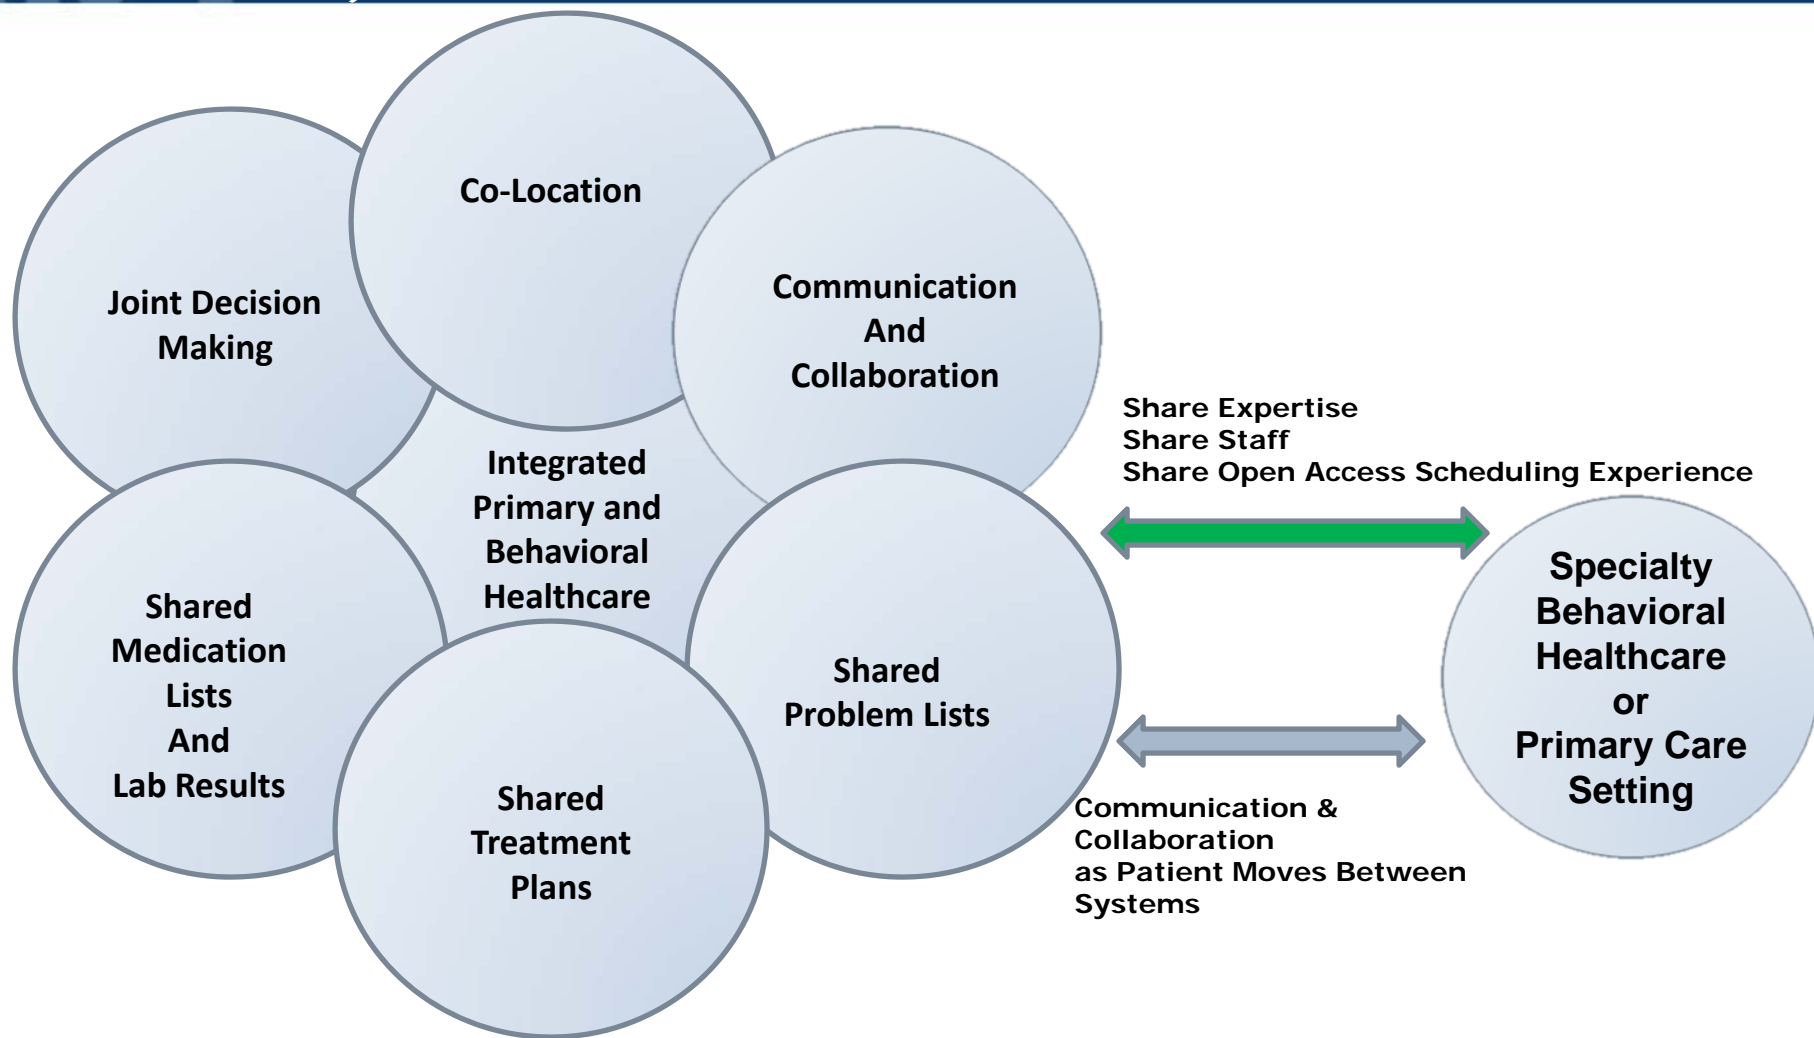 Co-Location
Joint Decision
Making
Communication
And
Collaboration
Integrated
Primary and
Behavioral
Healthcare
Shared
Medication
Lists
And
Lab Results
Shared
Treatment
Plans
Shared
Problem Lists
Share Expertise
Share Staff
Share Open Access Scheduling Experience
Communication &
Collaboration
as Patient Moves Between
Systems
Specialty
Behavioral
Healthcare
or
Primary Care
Setting